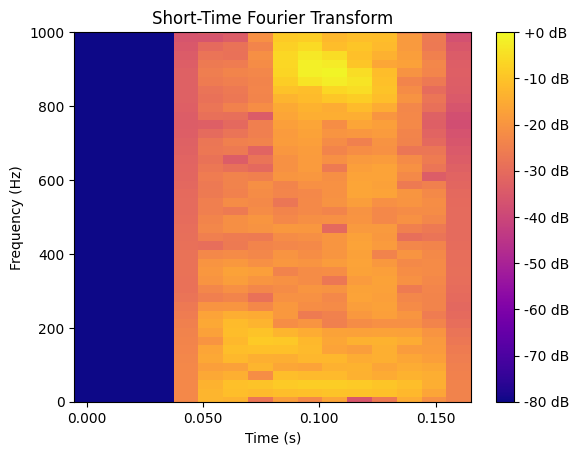 Short-Time Fourier Transform
Frequency (Hz)
1000
800
600
400
200
0
0.000
0.050
0.100
0.150
Time (s)
+0 dB
-10 dB
-20 dB
-30 dB
-40 dB
-50 dB
-60 dB
-70 dB
-80 dB